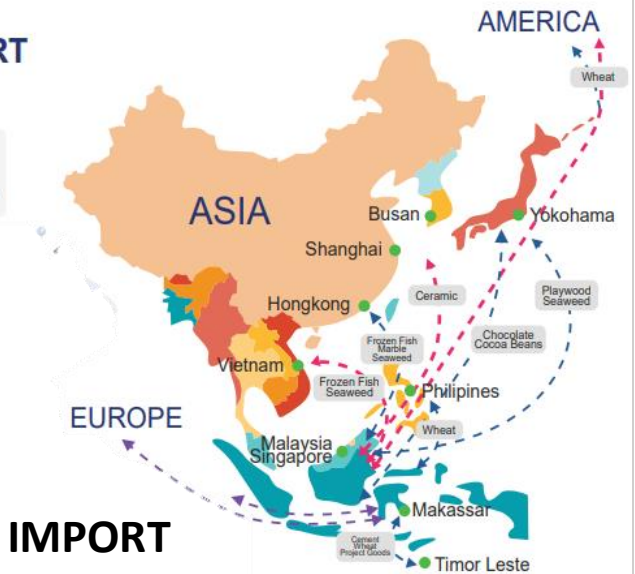 AMERICA
RT
Wheat
ASIA
Busan
Yokohama
Shanghai
Ceramic
Playwood
Seaweed
Hongkong
Chocolate
Cocoa Beans
Frozen Fish
Marble
Seaweed
Vietnam
Frozen Fish
Seaweed
Philipines
EUROPE
Wheat
Malaysia
Singapore
Makassar
IMPORT
Cement
Wheat
Project Goods
Timor Leste